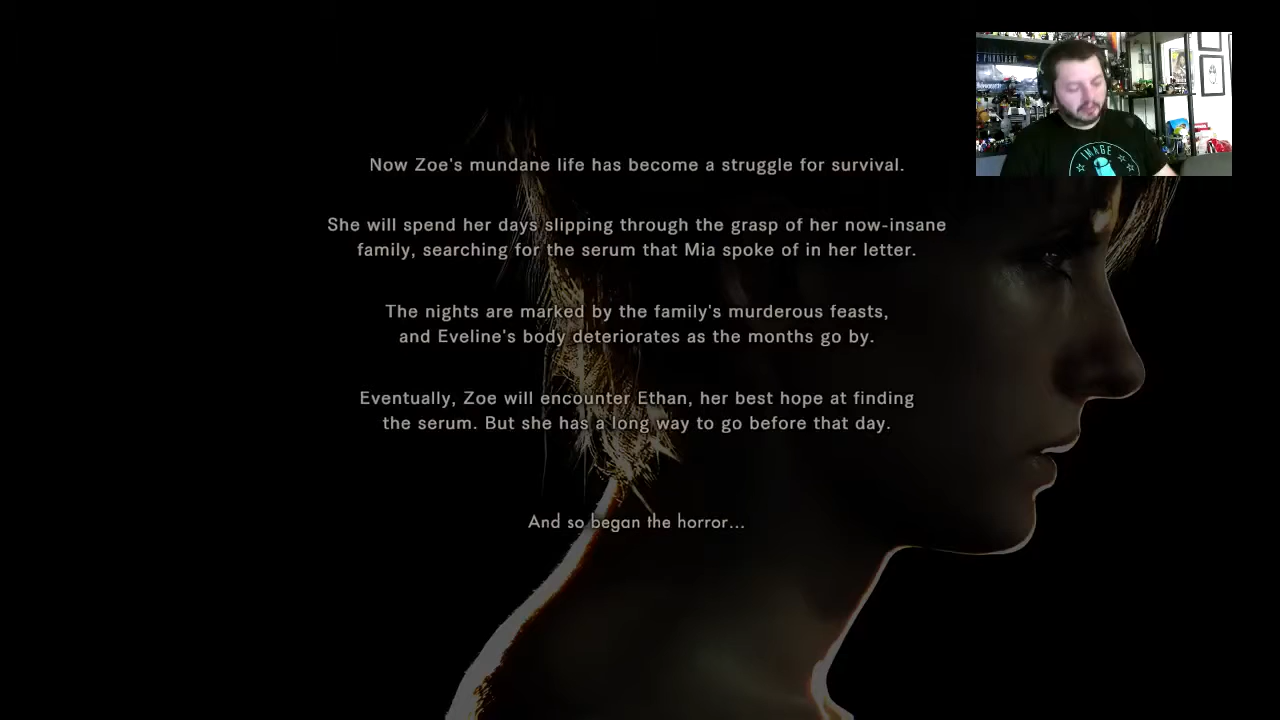 Now Zoe's mundane life has become a struggle for survival.
She will spend her days slipping through the grasp of her now-insane
family, searching for the serum that Mia spoke of in her letter.
The nights are marked by the family's murderous feasts,
and Eveline's body deteriorates as the months go by.
Eventually, Zoe will encounter Ethan, her best hope at finding
the serum. But she has a long way to go before that day.
And so began the horror...
IMAGE